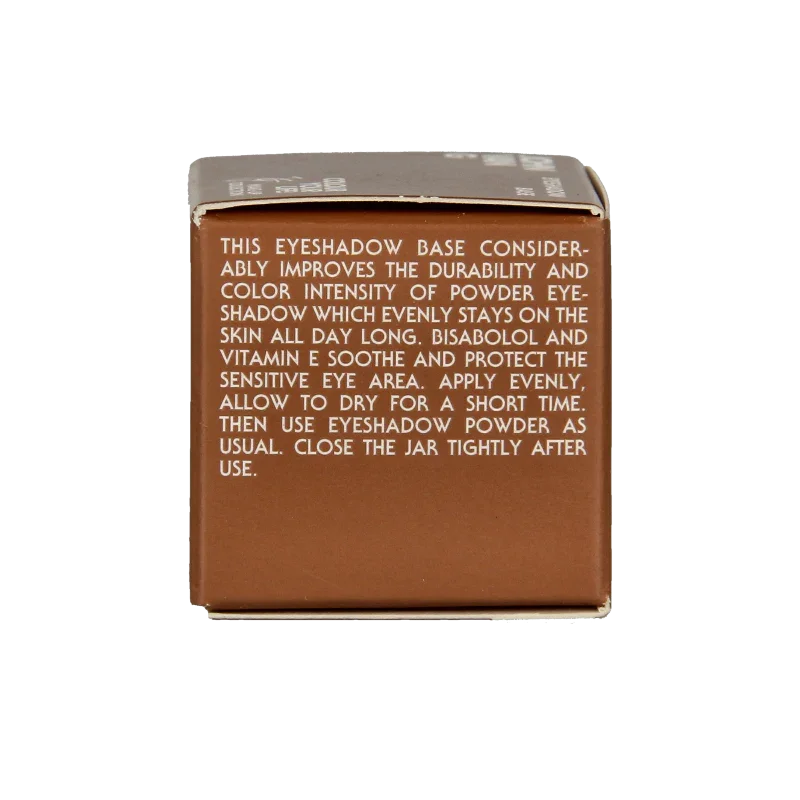 THIS EYESHADOW BASE CONSIDER-
ABLY IMPROVES THE DURABILITY AND
COLOR INTENSITY OF POWDER EYE-
SHADOW WHICH EVENLY STAYS ON THE
SKIN ALL DAY LONG. BISABOLOL AND
VITAMIN E SOOTHE AND PROTECT THE
SENSITIVE EYE AREA. APPLY EVENLY,
ALLOW TO DRY FOR A SHORT TIME.
THEN USE EYESHADOW POWDER AS
USUAL. CLOSE THE JAR TIGHTLY AFTER
USE.